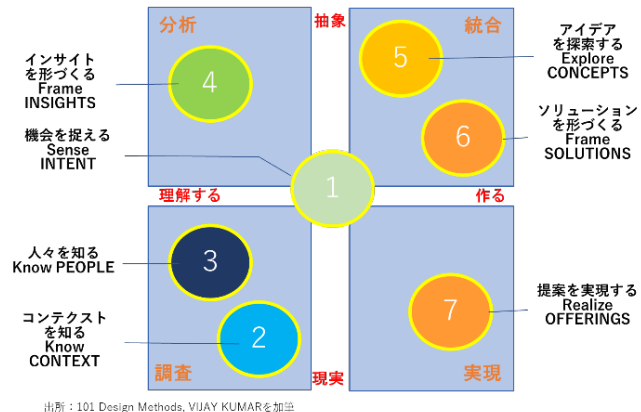 分析
抽象
統合
インサイト
を形づくる
Frame
INSIGHTS
4
5
アイデア
を探索する
Explore
CONCEPTS
機会を捉える
Sense
INTENT
6
ソリューション
を形づくる
Frame
SOLUTIONS
理解する
1
作る
人々を知る
Know PEOPLE
3
コンテクスト
を知る
Know
CONTEXT
2
7
提案を実現する
Realize
OFFERINGS
調査
現実
実現
出所：101 Design Methods, VIJAY KUMARを加筆